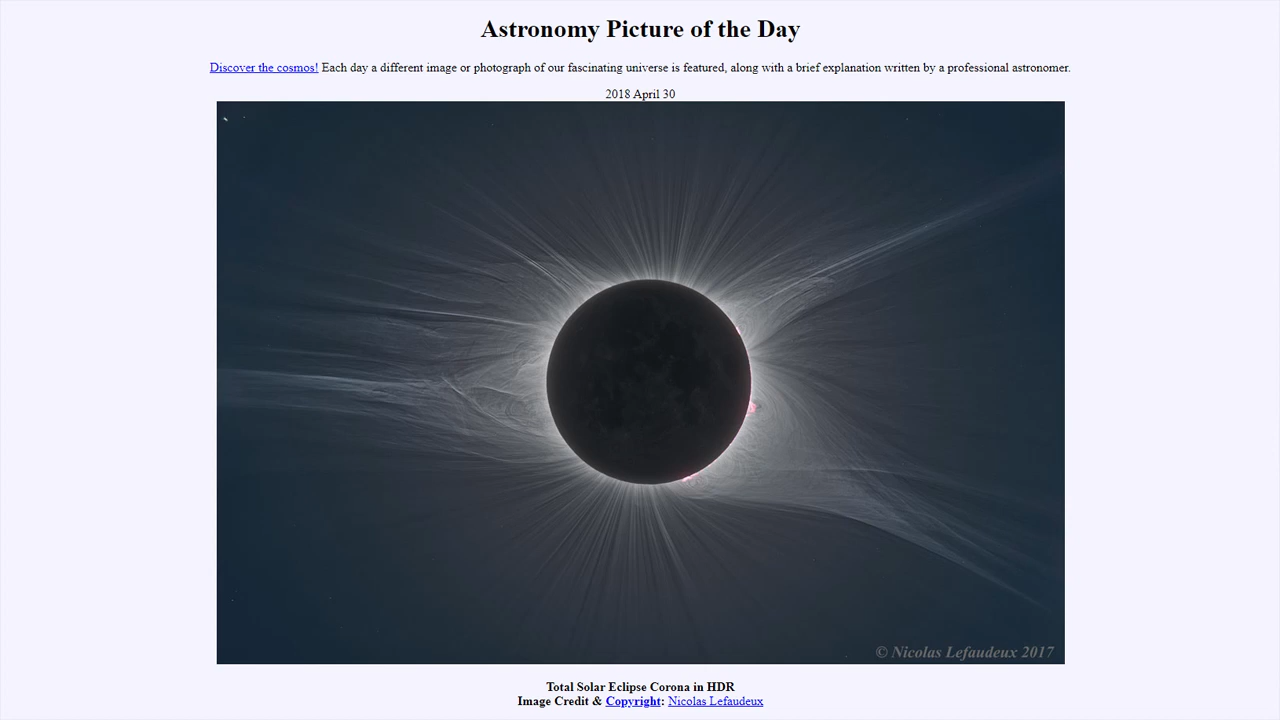 Astronomy Picture of the Day
Discover the cosmos! Each day a different image or photograph of our fascinating universe is featured, along with a brief explanation written by a professional astronomer.
2018 April 30
© Nicolas Lefaudeux 2017
Total Solar Eclipse Corona in HDR
Image Credit & Copyright: Nicolas Lefaudeux